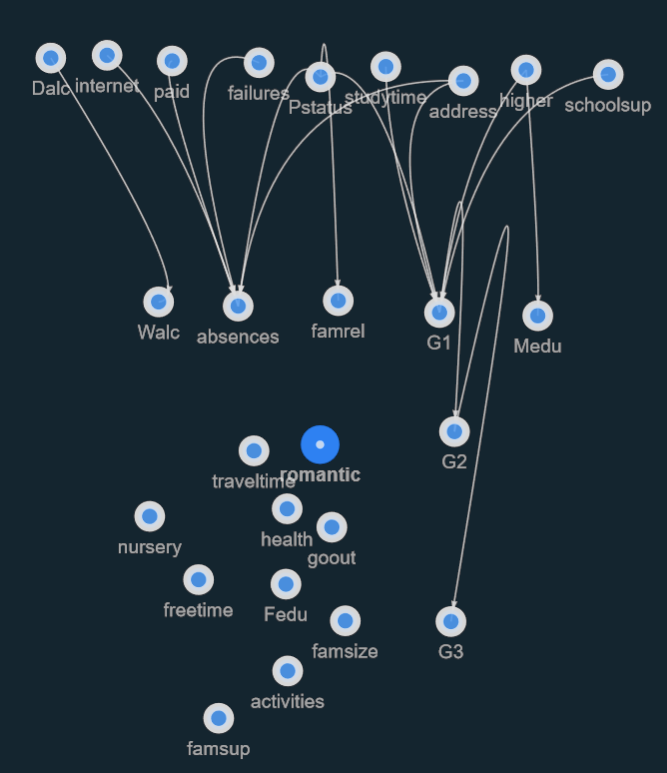 Dalc
internet
paid
failures
Pstatus
studytime
address
higher
schoolsup
Walc
absences
famrel
G1
Medu
G2
traveltime
romantic
nursery
health
goout
freetime
Fedu
famsize
G3
activities
famsup